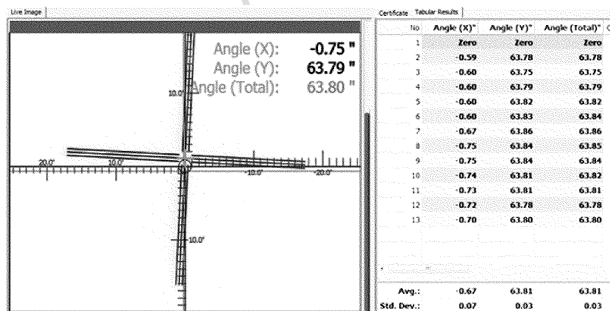 Live Image
Angle (X): -0.75 "
Angle (Y): 63.79 "
Angle (Total): 63.80 "
10.0'
20.0' 10.0' -10.0' -20.0'
-10.0'
Certificate Tabular Results
No Angle (X)" Angle (Y)" Angle (Total)"
1 Zero Zero Zero
2 -0.59 63.78 63.78
3 -0.60 63.75 63.75
4 -0.60 63.79 63.79
5 -0.60 63.82 63.82
6 -0.60 63.83 63.84
7 -0.67 63.86 63.86
8 -0.75 63.84 63.85
9 -0.75 63.84 63.84
10 -0.74 63.81 63.82
11 -0.73 63.81 63.81
12 -0.72 63.78 63.78
13 -0.70 63.80 63.80
Avg.: -0.67 63.81 63.81
Std. Dev.: 0.07 0.03 0.03